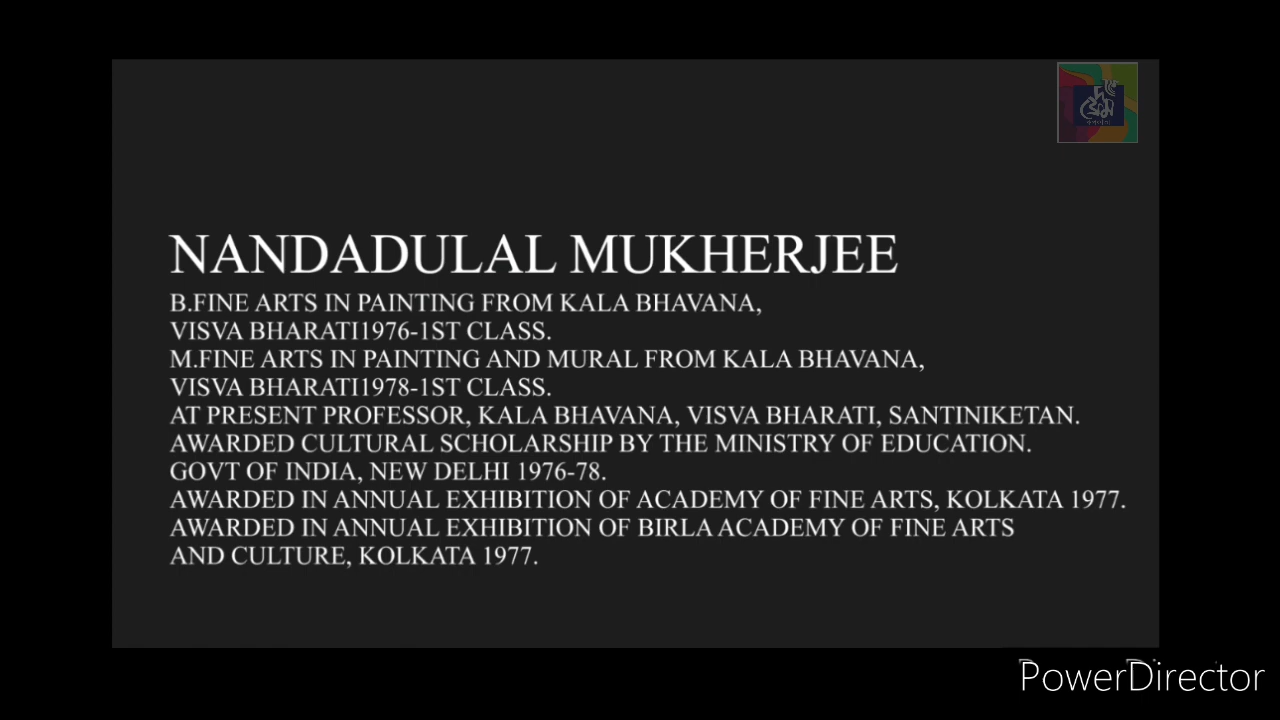 NANDADULAL MUKHERJEE
B.FINE ARTS IN PAINTING FROM KALA BHAVANA,
VISVA BHARATI1976-1ST CLASS.
M.FINE ARTS IN PAINTING AND MURAL FROM KALA BHAVANA,
VISVA BHARATI1978-1ST CLASS.
AT PRESENT PROFESSOR, KALA BHAVANA, VISVA BHARATI, SANTINIKETAN.
AWARDED CULTURAL SCHOLARSHIP BY THE MINISTRY OF EDUCATION.
GOVT OF INDIA, NEW DELHI 1976-78.
AWARDED IN ANNUAL EXHIBITION OF ACADEMY OF FINE ARTS, KOLKATA 1977.
AWARDED IN ANNUAL EXHIBITION OF BIRLA ACADEMY OF FINE ARTS
AND CULTURE, KOLKATA 1977.
PowerDirector